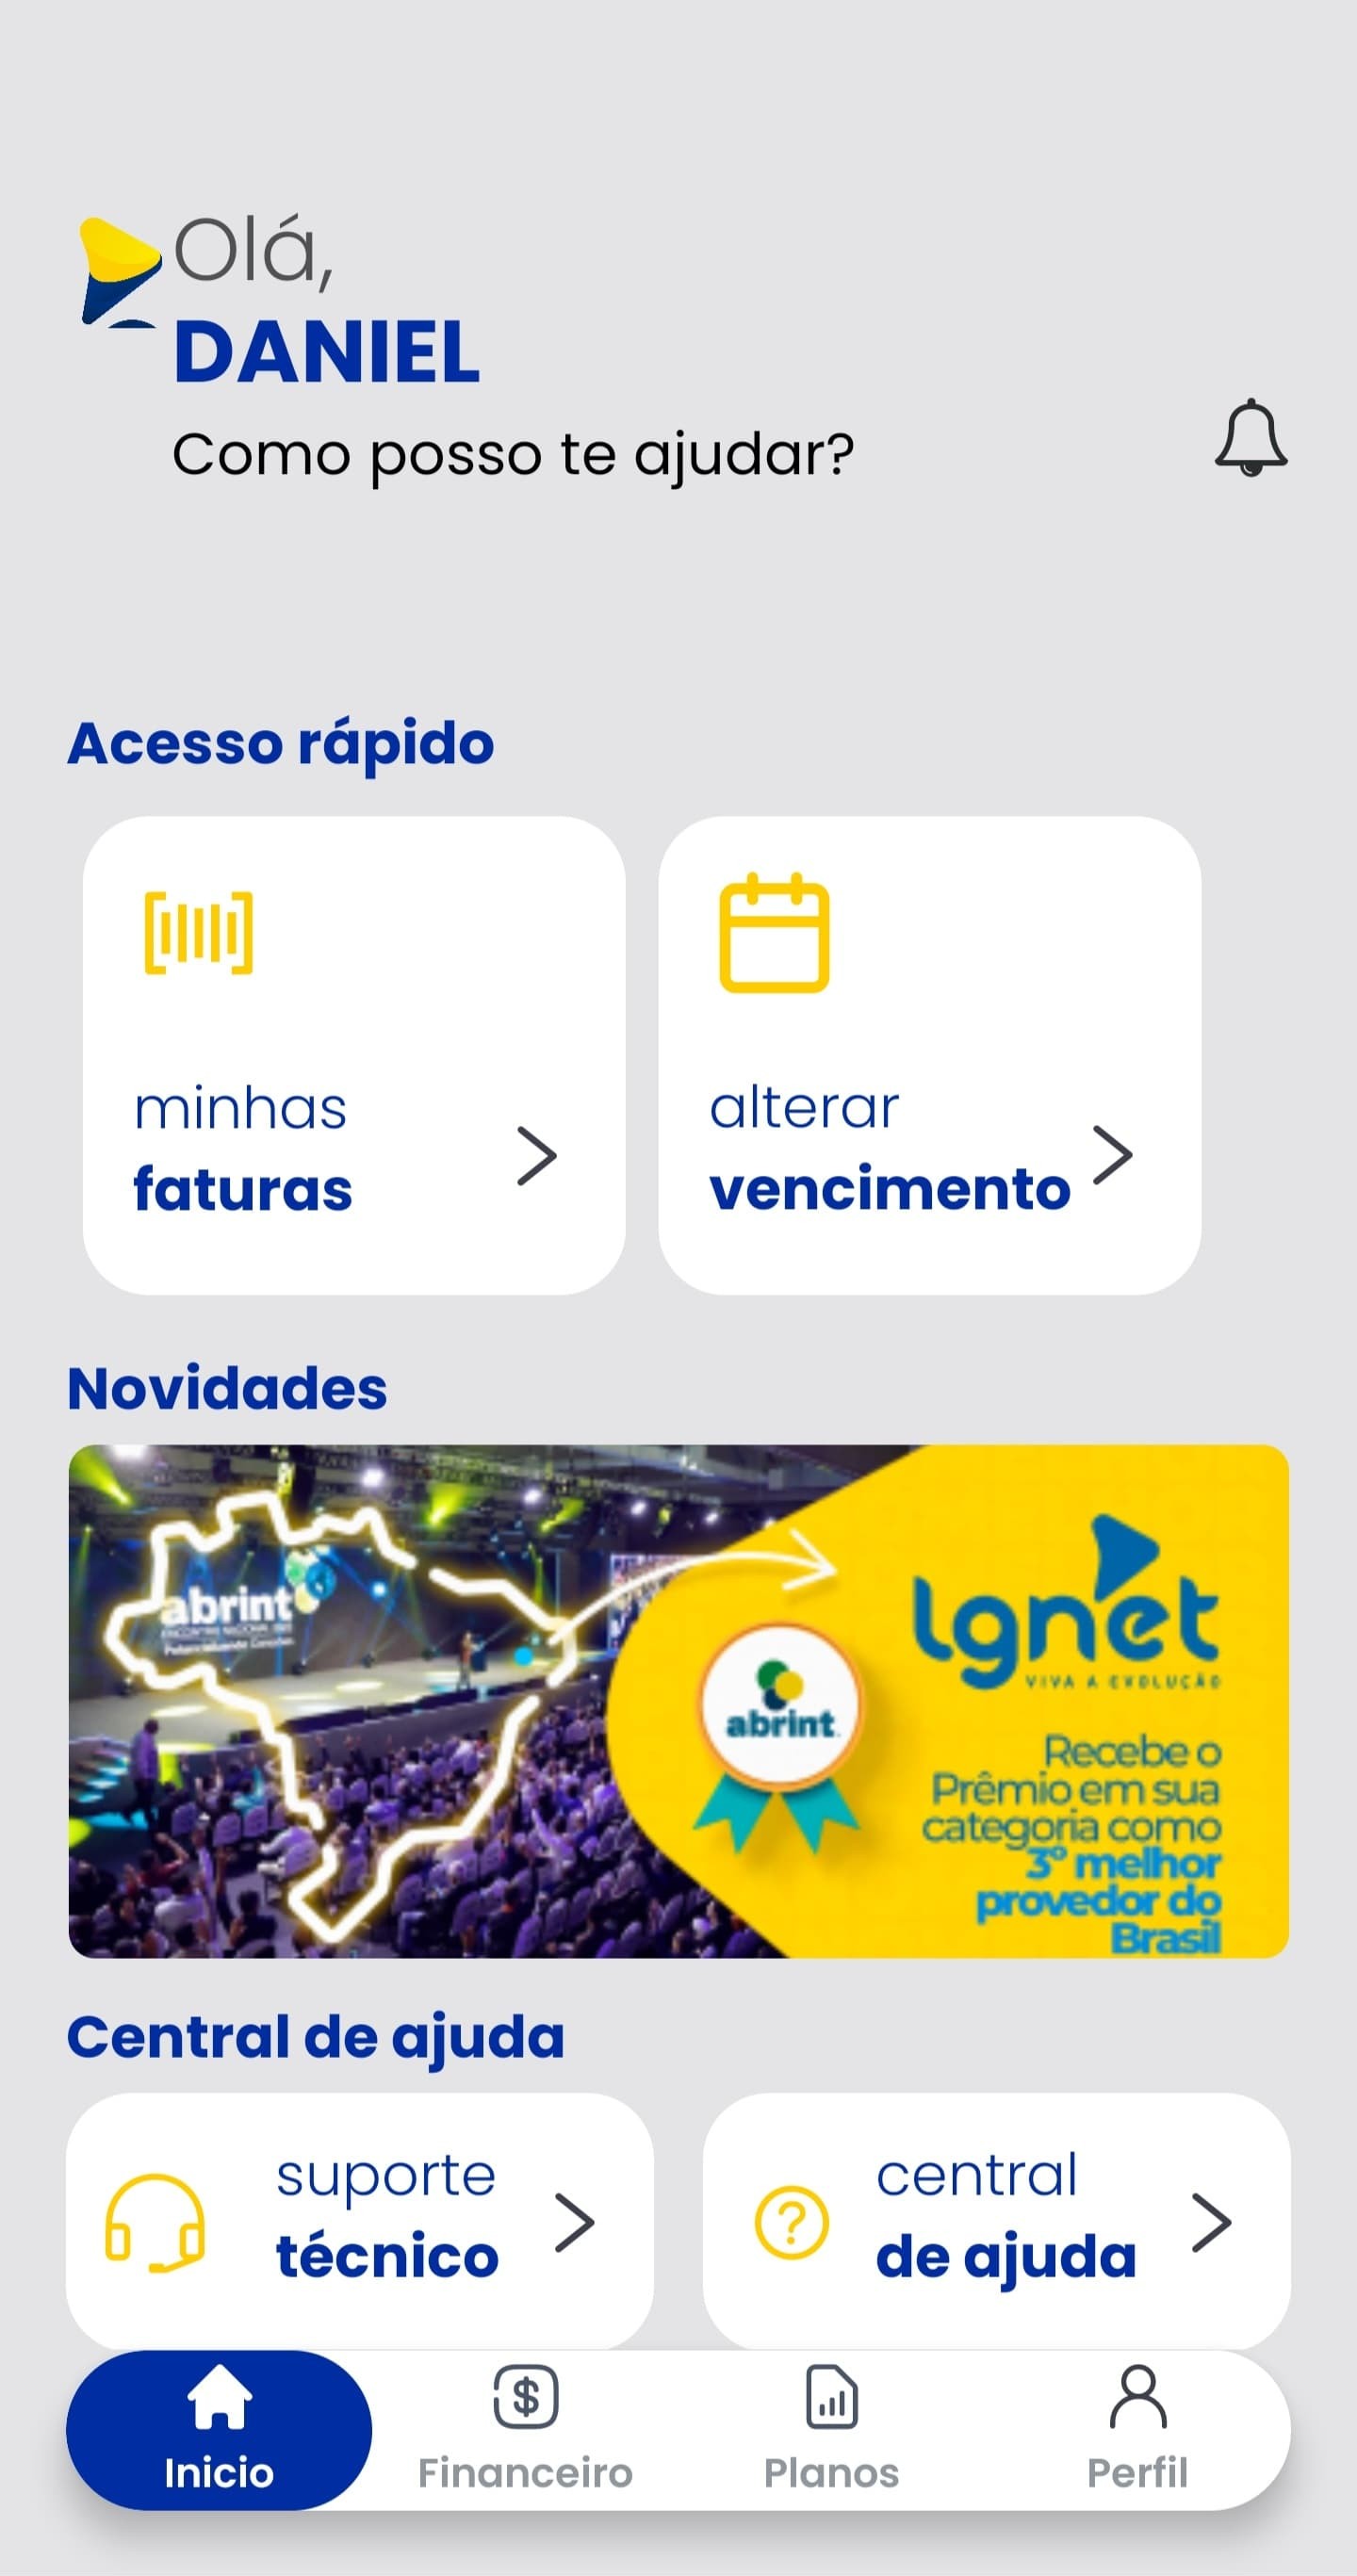 Olá,
DANIEL
Como posso te ajudar?
Acesso rápido
minhas
faturas
alterar
vencimento
Novidades
abrint
abrint
lgnet
VIVA A EVOLUÇÃO
Recebe o
Prêmio em sua
categoria como
3º melhor
provedor do
Brasil
Central de ajuda
suporte
técnico
central
de ajuda
Inicio
Financeiro
Planos
Perfil